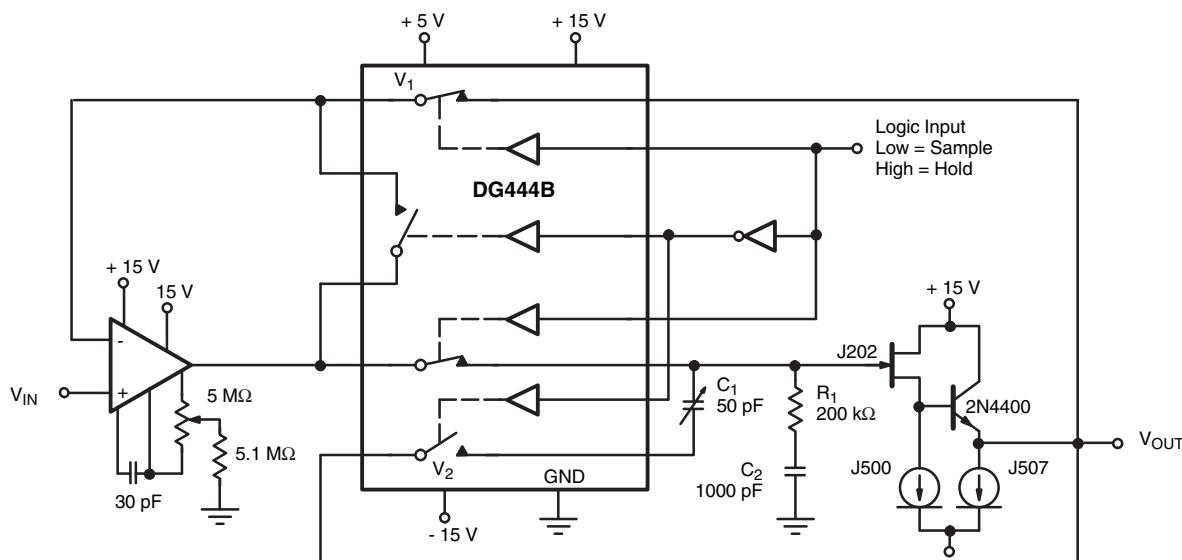 + 5 V
+ 15 V
V1
Logic Input
Low = Sample
High = Hold
DG444B
+ 15 V
15 V
+ 15 V
J202
-
+
VIN
5 MΩ
5.1 MΩ
30 pF
C1
50 pF
R1
200 kΩ
2N4400
V2
GND
C2
1000 pF
J500
J507
VOUT
- 15 V